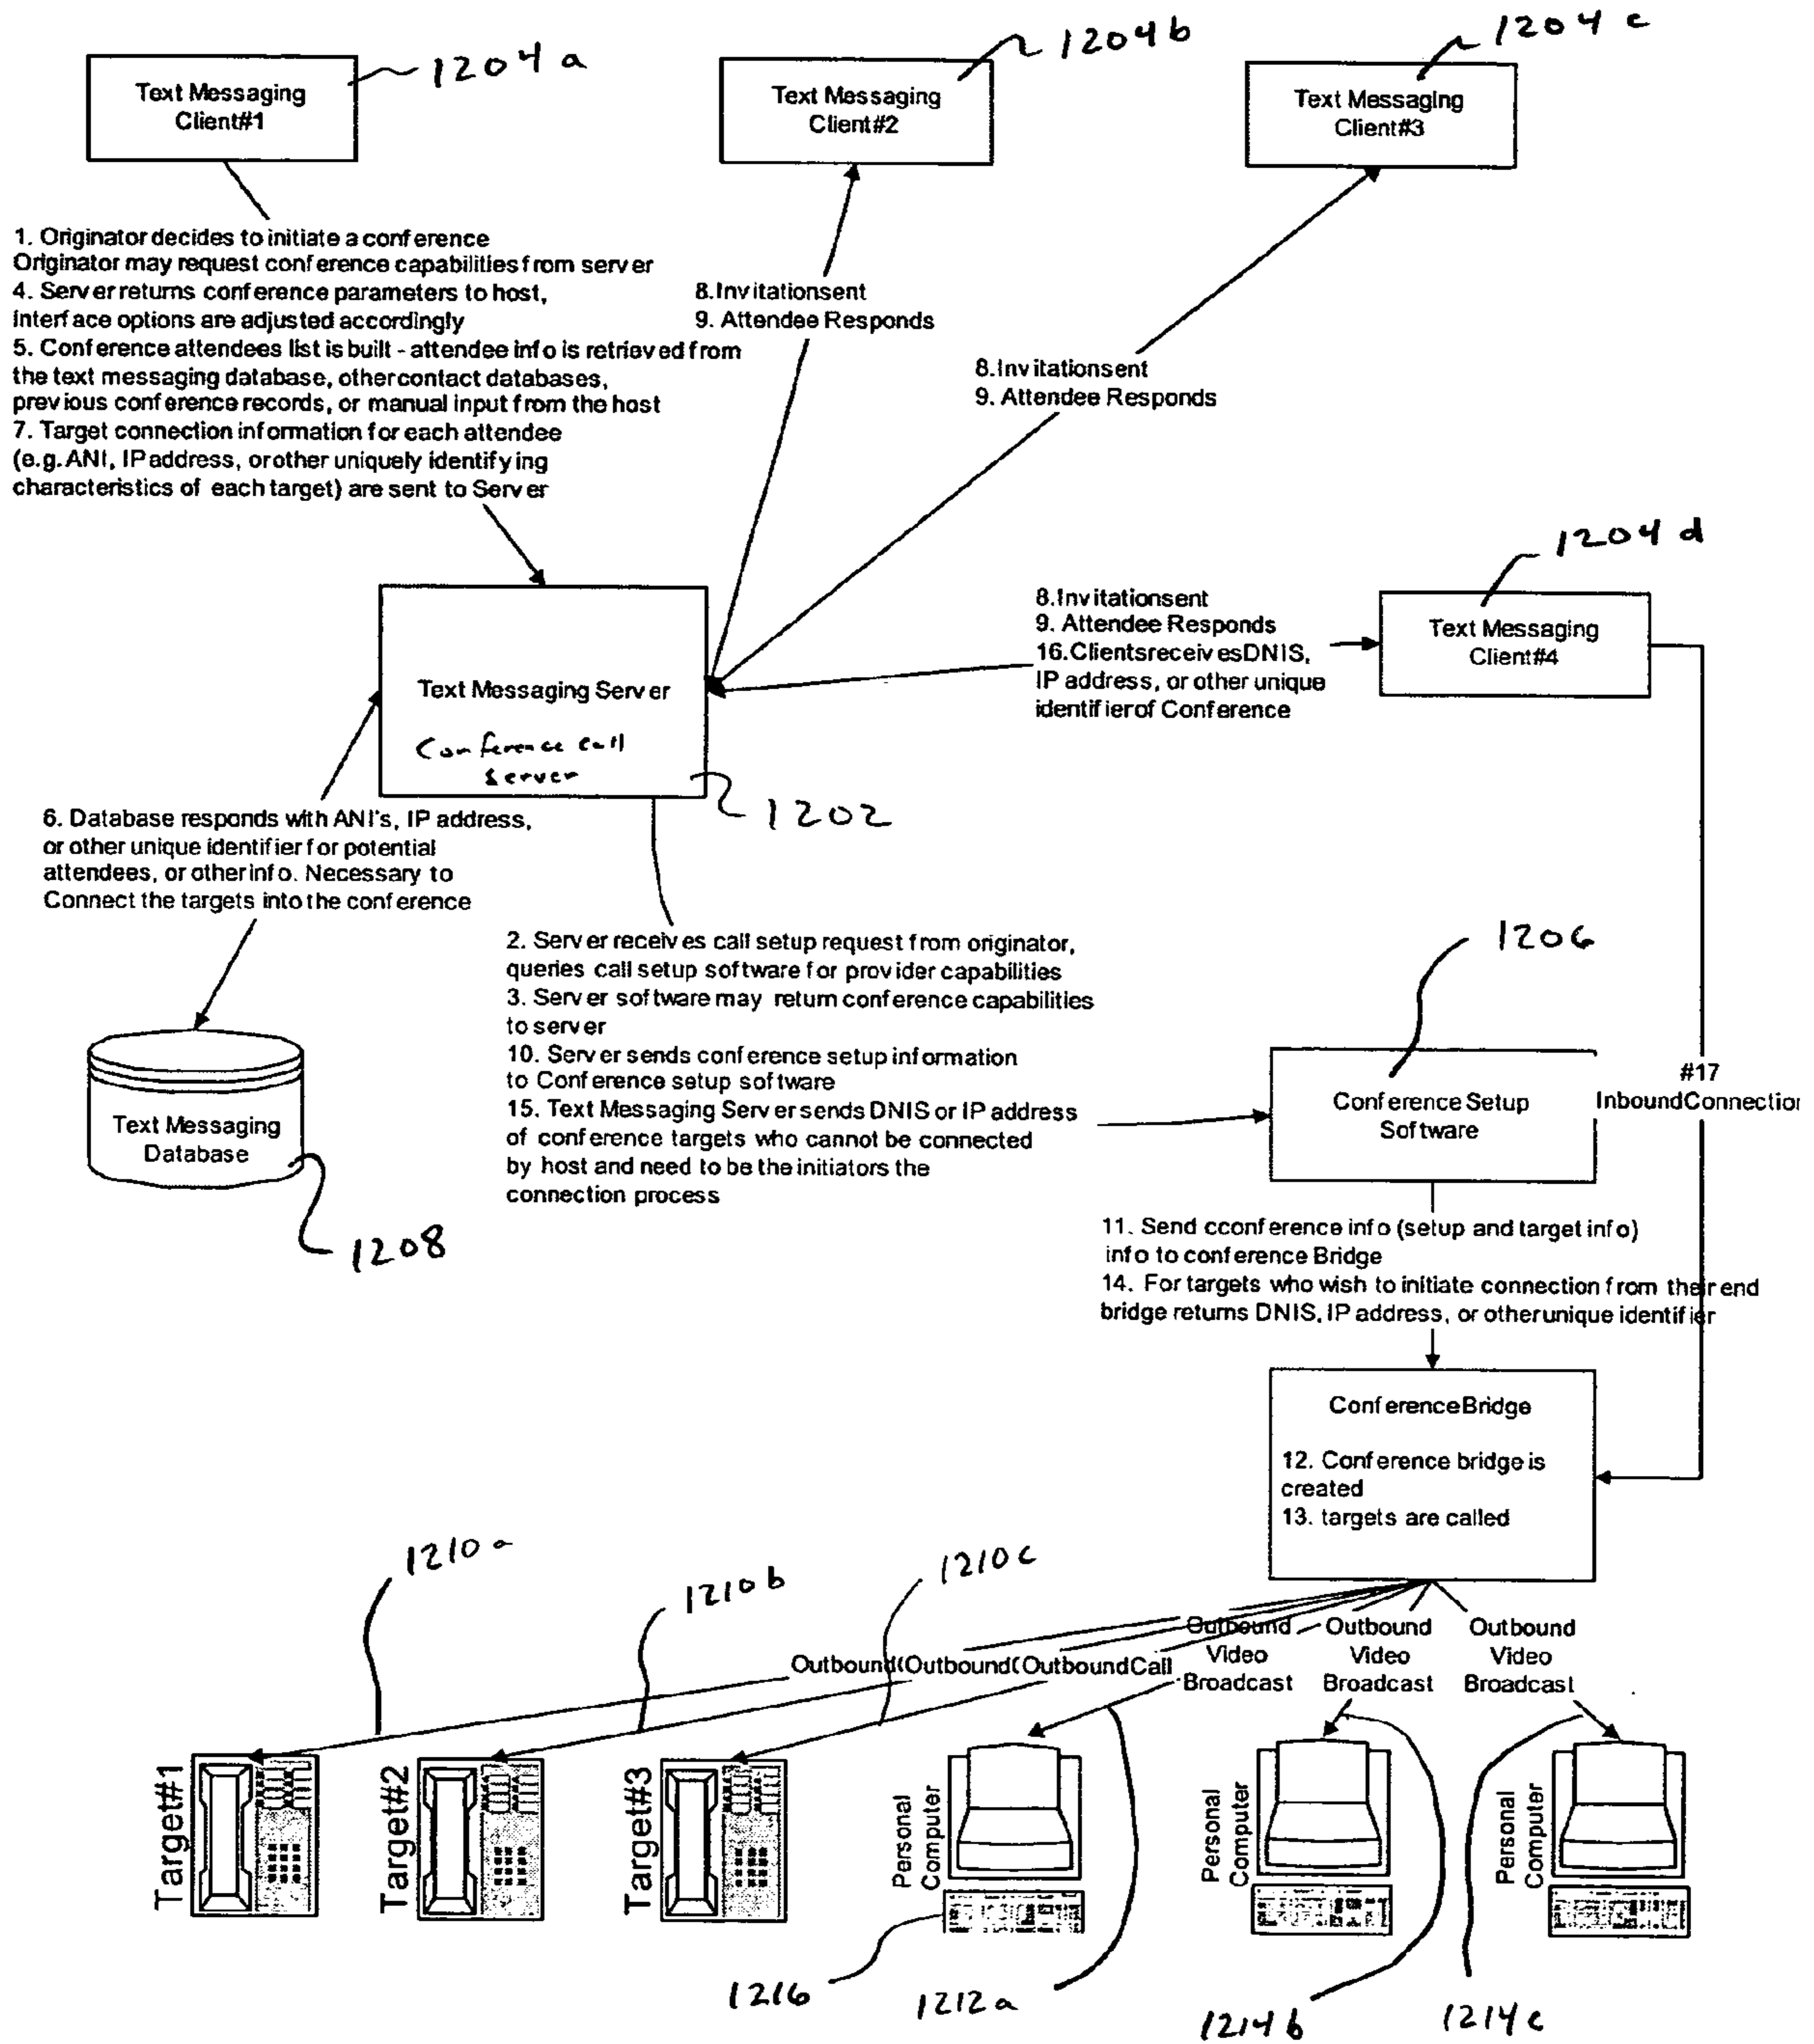 1204a
Text Messaging
Client#1
1204b
Text Messaging
Client#2
1204c
Text Messaging
Client#3
1. Originator decides to initiate a conference
Originator may request conference capabilities from server
4. Server returns conference parameters to host,
interface options are adjusted accordingly
5. Conference attendees list is built - attendee info is retrieved from
the text messaging database, other contact databases,
previous conference records, or manual input from the host
7. Target connection information for each attendee
(e.g. ANI, IP address, or other uniquely identifying
characteristics of each target) are sent to Server
8. Invitation sent
9. Attendee Responds
8. Invitation sent
9. Attendee Responds
1204d
8. Invitation sent
9. Attendee Responds
16. Clients receives DNIS,
IP address, or other unique
identifier of Conference
Text Messaging
Client#4
Text Messaging Server
Conference call
server
1202
6. Database responds with ANI's, IP address,
or other unique identifier for potential
attendees, or other info. Necessary to
Connect the targets into the conference
2. Server receives call setup request from originator,
queries call setup software for provider capabilities
3. Server software may return conference capabilities
to server
10. Server sends conference setup information
to Conference setup software
15. Text Messaging Server sends DNIS or IP address
of conference targets who cannot be connected
by host and need to be the initiators the
connection process
1206
Text Messaging
Database
1208
Conference Setup
Software
#17
Inbound Connection
11. Send cconference info (setup and target info)
info to conference Bridge
14. For targets who wish to initiate connection from their end
bridge returns DNIS, IP address, or other unique identifier
Conference Bridge
12. Conference bridge is
created
13. targets are called
1210a
1210b
1210c
Outbound(Outbound(Outbound Call
Outbound
Video
Broadcast
Outbound
Video
Broadcast
Outbound
Video
Broadcast
Target#1
Target#2
Target#3
Personal
Computer
Personal
Computer
Personal
Computer
1216
1212a
1214b
1214c